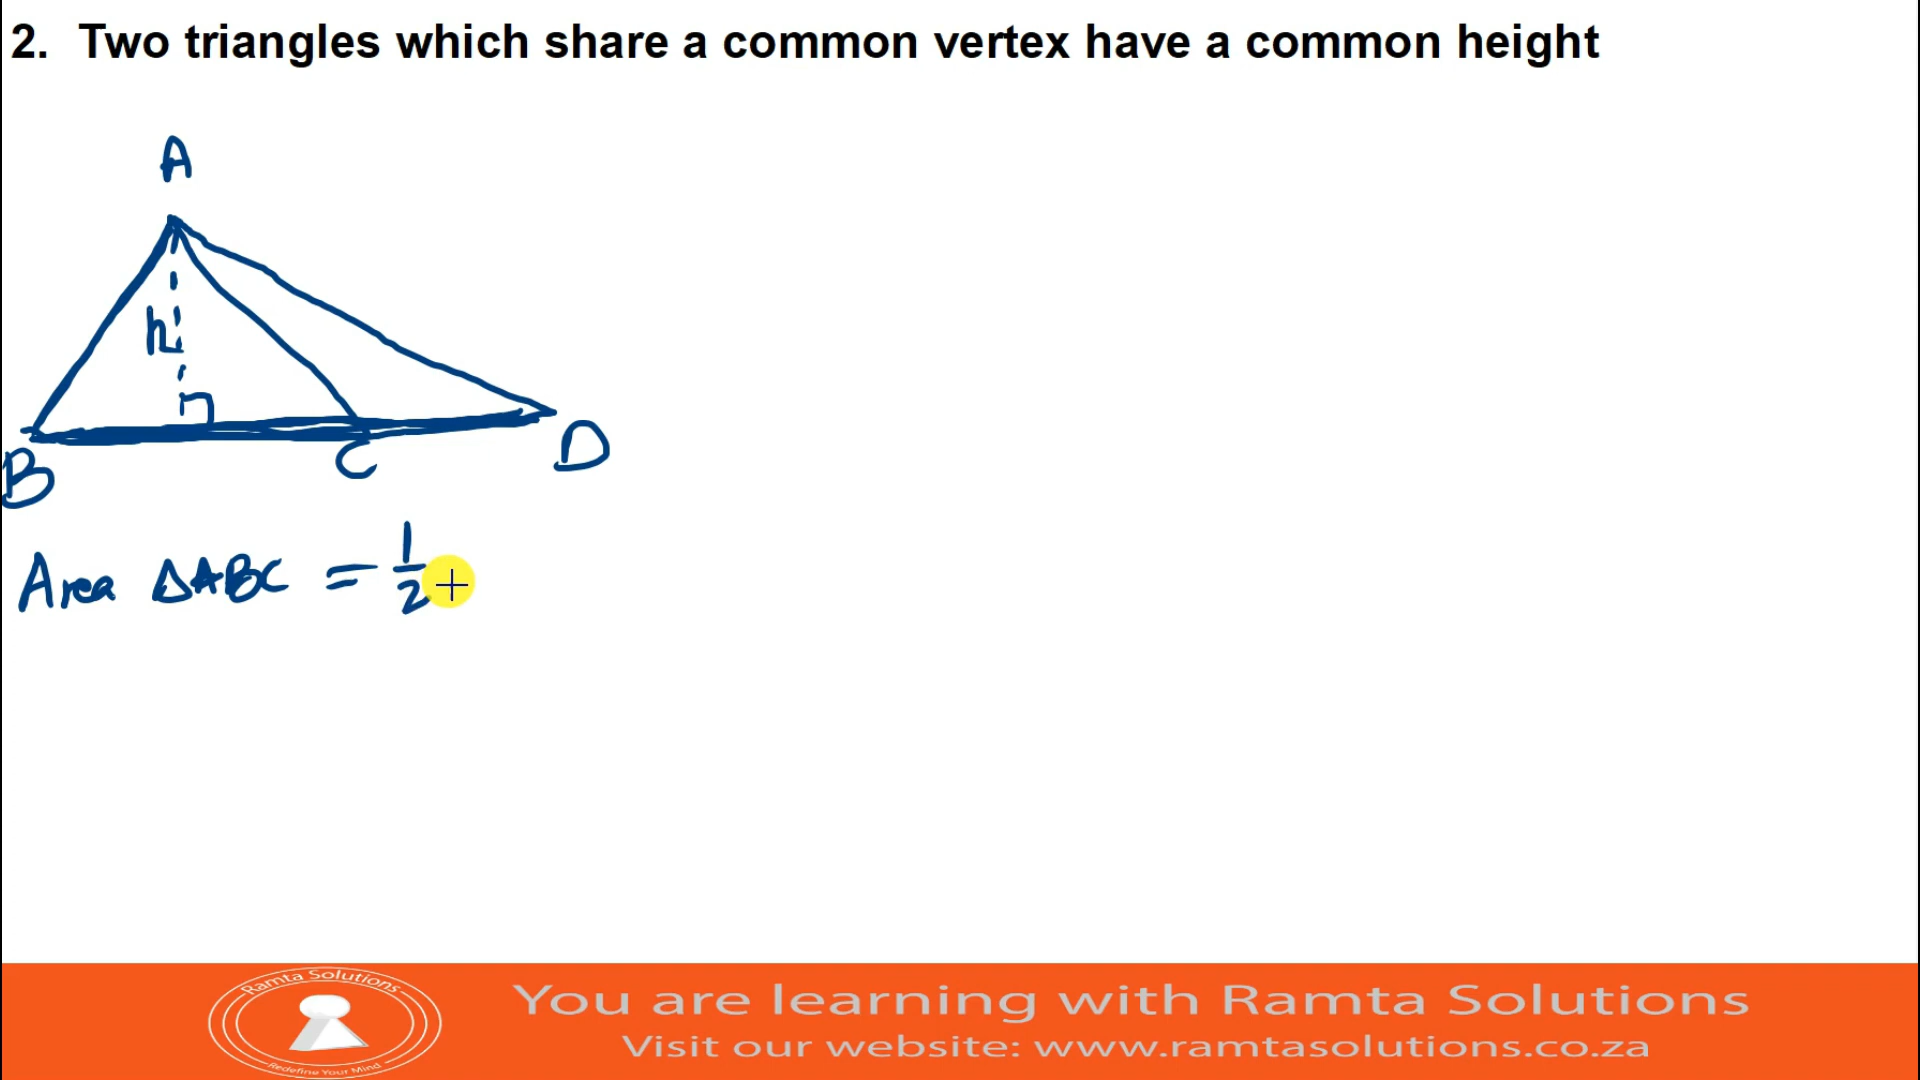 2. Two triangles which share a common vertex have a common height
A
h
B
C
D
Area ΔABC = 1/2
Ramta Solutions
Redefine Your Mind
You are learning with Ramta Solutions
Visit our website: www.ramtasolutions.co.za